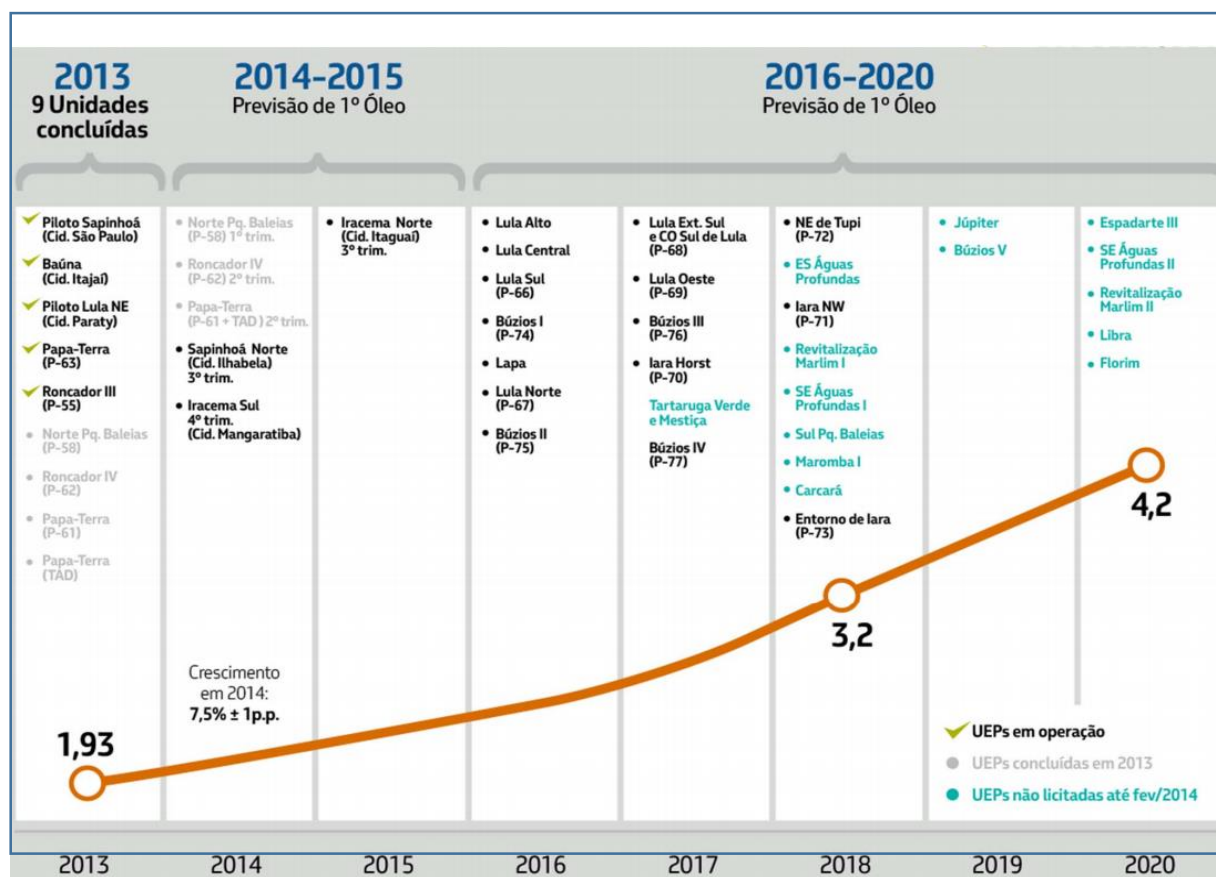 2013
9 Unidades
concluídas
2014-2015
Previsão de 1º Óleo
2016-2020
Previsão de 1º Óleo
Piloto Sapinhoá
(Cid. São Paulo)
Baúna
(Cid. Itajaí)
Piloto Lula NE
(Cid. Paraty)
Papa-Terra
(P-63)
Roncador III
(P-55)
• Norte Pq. Baleias
(P-58)
• Roncador IV
(P-62)
• Papa-Terra
(P-61)
• Papa-Terra
(TAD)
• Norte Pq. Baleias
(P-58) 1º trim.
• Roncador IV
(P-62) 2º trim.
• Papa-Terra
(P-61 + TAD ) 2º trim.
• Sapinhoá Norte
(Cid. Ilhabela)
3º trim.
• Iracema Sul
4º trim.
(Cid. Mangaratiba)
• Iracema Norte
(Cid. Itaguaí)
3º trim.
• Lula Alto
• Lula Central
• Lula Sul
(P-66)
• Búzios I
(P-74)
• Lapa
• Lula Norte
(P-67)
• Búzios II
(P-75)
• Lula Ext. Sul
e CO Sul de Lula
(P-68)
• Lula Oeste
(P-69)
• Búzios III
(P-76)
• Iara Horst
(P-70)
Tartaruga Verde
e Mestiça
Búzios IV
(P-77)
• NE de Tupi
(P-72)
• ES Águas
Profundas
• Iara NW
(P-71)
• Revitalização
Marlim I
• SE Águas
Profundas I
• Sul Pq. Baleias
• Maromba I
• Carcará
• Entorno de Iara
(P-73)
• Júpiter
• Búzios V
• Espadarte III
• SE Águas
Profundas II
• Revitalização
Marlim II
• Libra
• Florim
Crescimento
em 2014:
7,5% ± 1p.p.
1,93
3,2
4,2
UEPs em operação
UEPs concluídas em 2013
UEPs não licitadas até fev/2014
2013 2014 2015 2016 2017 2018 2019 2020